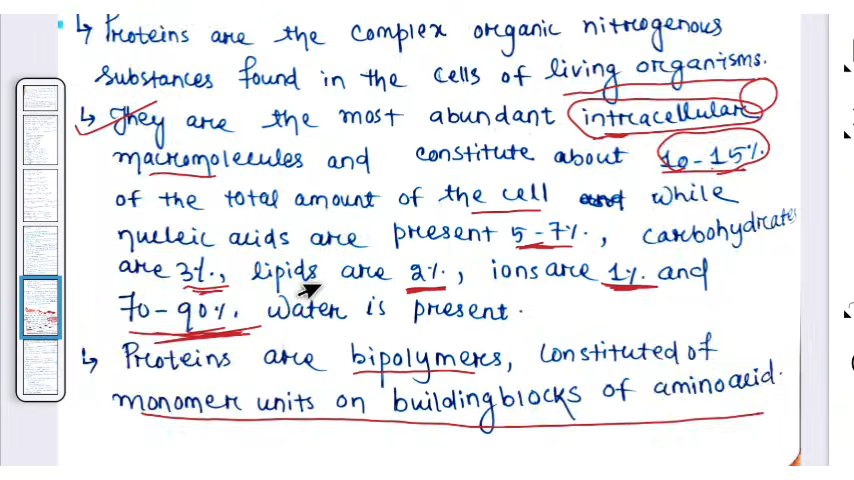 ↳ Proteins are the complex organic nitrogenous
substances found in the cells of living organisms.
↳ They are the most abundant intracellular
macromolecules and constitute about 10-15%
of the total amount of the cell and while
nucleic acids are present 5-7%, carbohydrates
are 3%, lipids are 2%, ions are 1% and
70-90% water is present.
↳ Proteins are bipolymers, constituted of
monomer units on building blocks of amino acid.